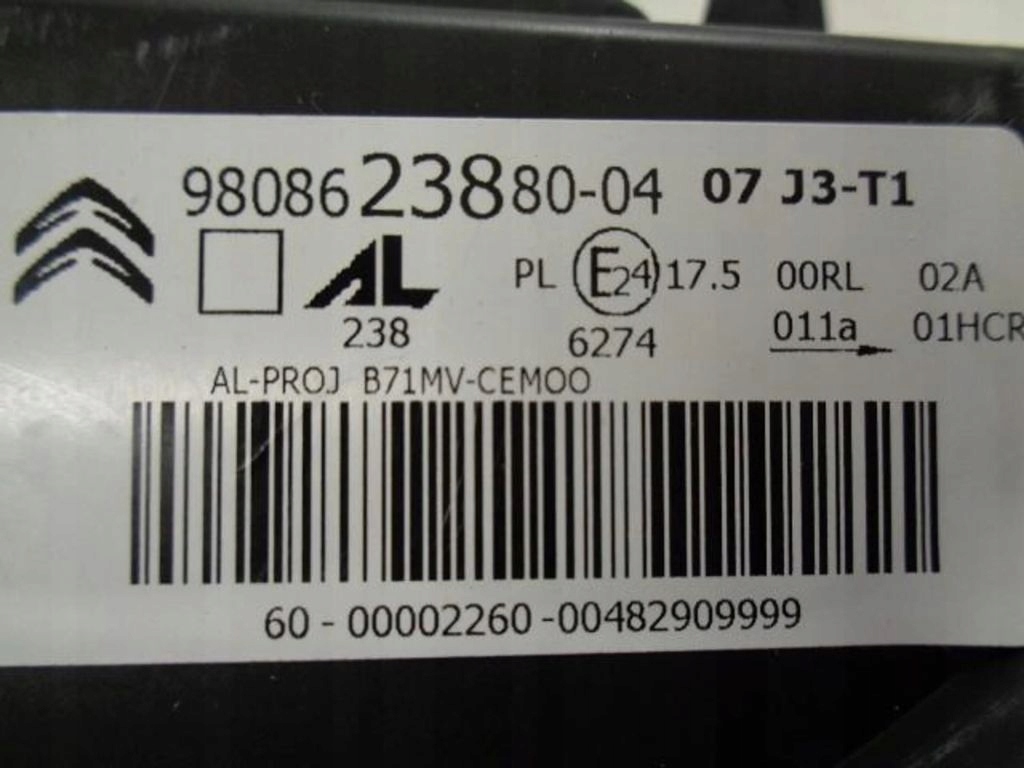 9808623880-04 07 J3-T1
AL PL E24 17.5 00RL 02A
238 6274 011a 01HCR
AL-PROJ B71MV-CEMOO
60-00002260-00482909999